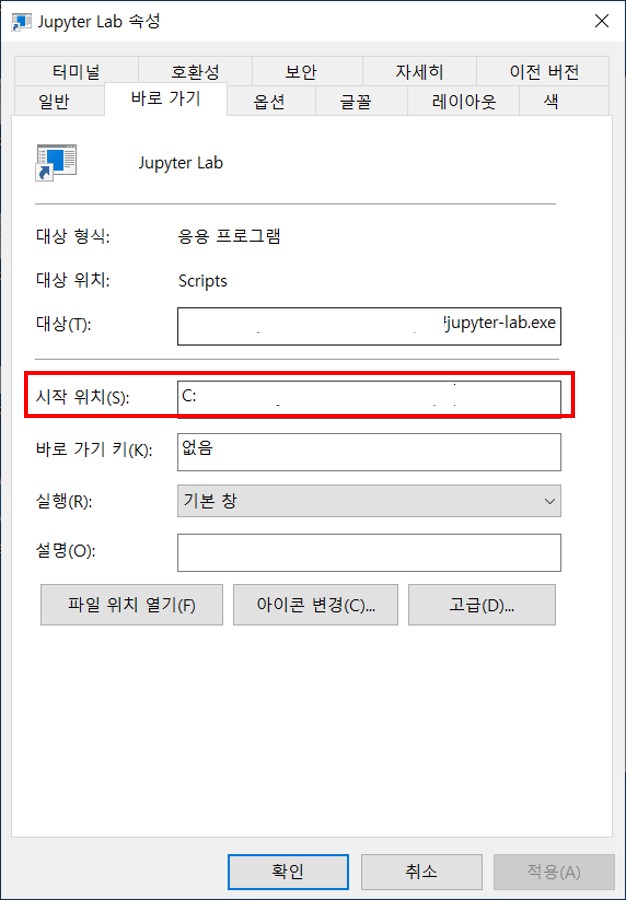 Jupyter Lab 속성
터미널 호환성 보안 자세히 이전 버전
일반 바로 가기 옵션 글꼴 레이아웃 색
Jupyter Lab
대상 형식: 응용 프로그램
대상 위치: Scripts
대상(T): jupyter-lab.exe
시작 위치(S): C:
바로 가기 키(K): 없음
실행(R): 기본 창
설명(O):
파일 위치 열기(F) 아이콘 변경(C)... 고급(D)...
확인 취소 적용(A)